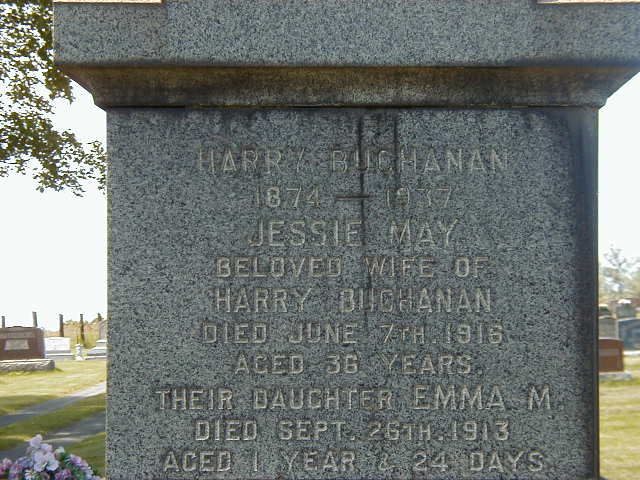 HARRY BUCHANAN
1874 — 1937
JESSIE MAY
BELOVED WIFE OF
HARRY BUCHANAN
DIED JUNE 7TH. 1916
AGED 36 YEARS.
THEIR DAUGHTER EMMA M.
DIED SEPT. 26TH. 1913
AGED 1 YEAR & 24 DAYS